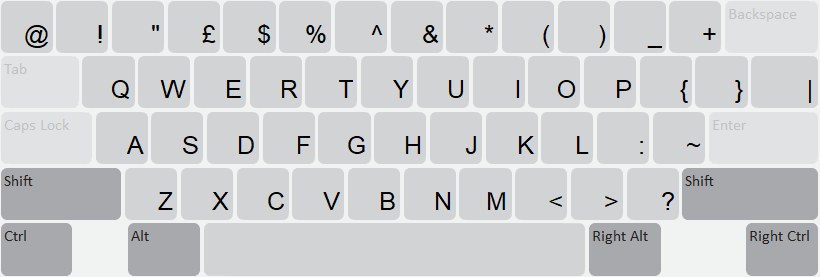 @ ! " £ $ % ^ & * ( ) _ + Backspace
Tab Q W E R T Y U I O P { } |
Caps Lock A S D F G H J K L : ~ Enter
Shift Z X C V B N M < > ? Shift
Ctrl Alt Right Alt Right Ctrl